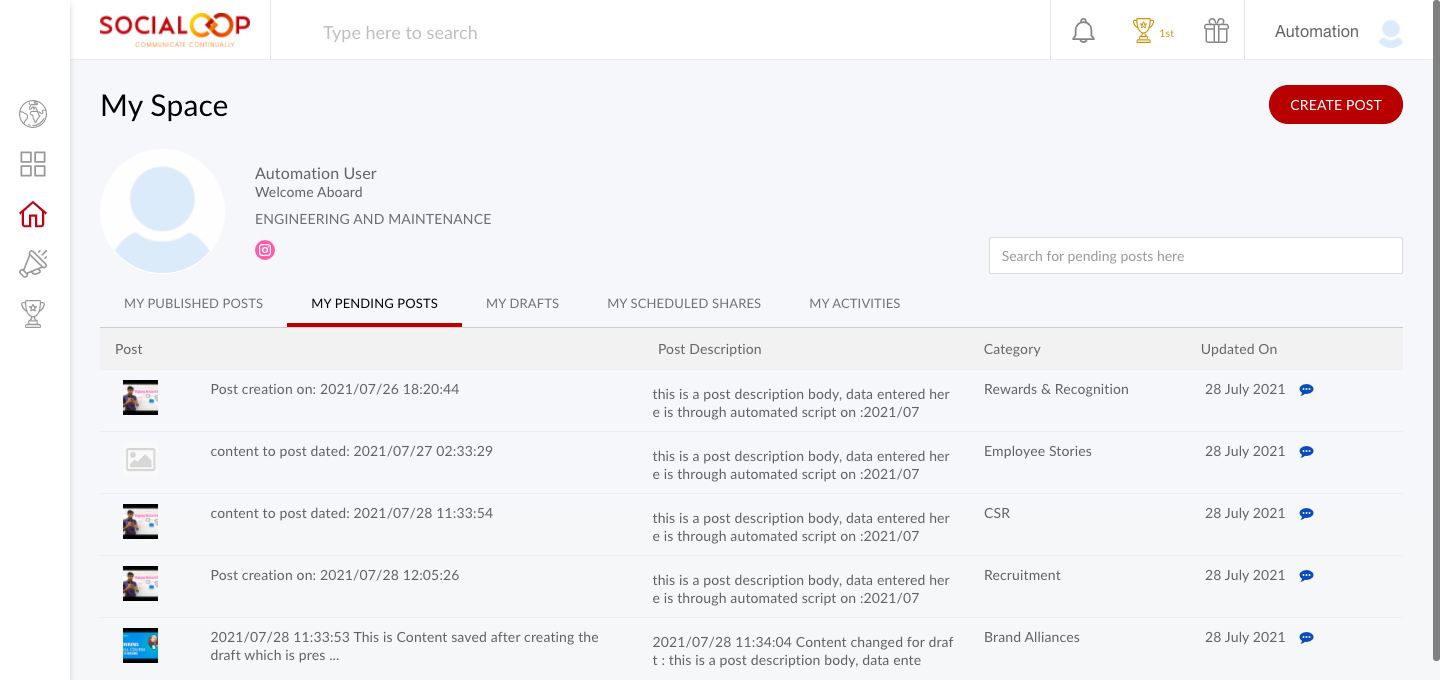 SOCIALOOP
COMMUNICATE CONTINUALLY
Type here to search
1st
Automation
My Space
CREATE POST
Automation User
Welcome Aboard
ENGINEERING AND MAINTENANCE
Search for pending posts here
MY PUBLISHED POSTS
MY PENDING POSTS
MY DRAFTS
MY SCHEDULED SHARES
MY ACTIVITIES
Post
Post Description
Category
Updated On
Post creation on: 2021/07/26 18:20:44
this is a post description body, data entered her
e is through automated script on :2021/07
Rewards & Recognition
28 July 2021
content to post dated: 2021/07/27 02:33:29
this is a post description body, data entered her
e is through automated script on :2021/07
Employee Stories
28 July 2021
content to post dated: 2021/07/28 11:33:54
this is a post description body, data entered her
e is through automated script on :2021/07
CSR
28 July 2021
Post creation on: 2021/07/28 12:05:26
this is a post description body, data entered her
e is through automated script on :2021/07
Recruitment
28 July 2021
2021/07/28 11:33:53 This is Content saved after creating the
draft which is pres ...
2021/07/28 11:34:04 Content changed for draf
t : this is a post description body, data ente
Brand Alliances
28 July 2021